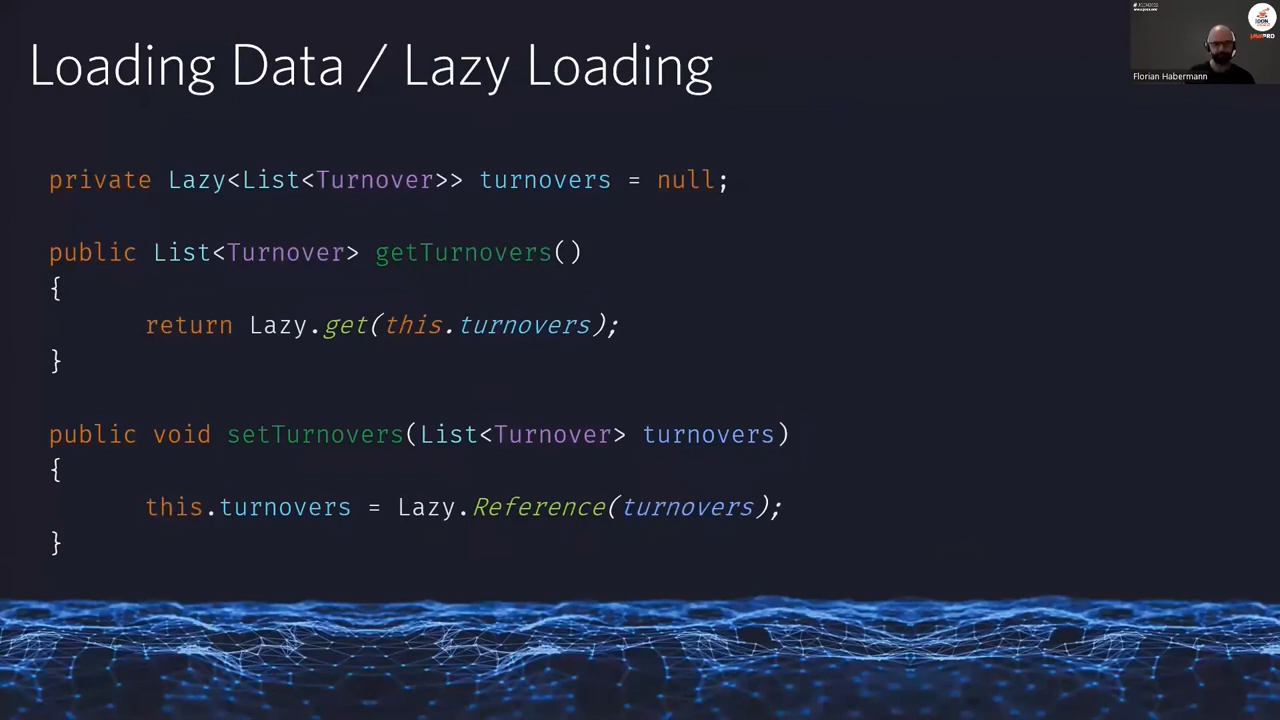 Loading Data / Lazy Loading
Florian Habermann
private Lazy<List<Turnover>> turnovers = null;
public List<Turnover> getTurnovers()
{
return Lazy.get(this.turnovers);
}
public void setTurnovers(List<Turnover> turnovers)
{
this.turnovers = Lazy.Reference(turnovers);
}